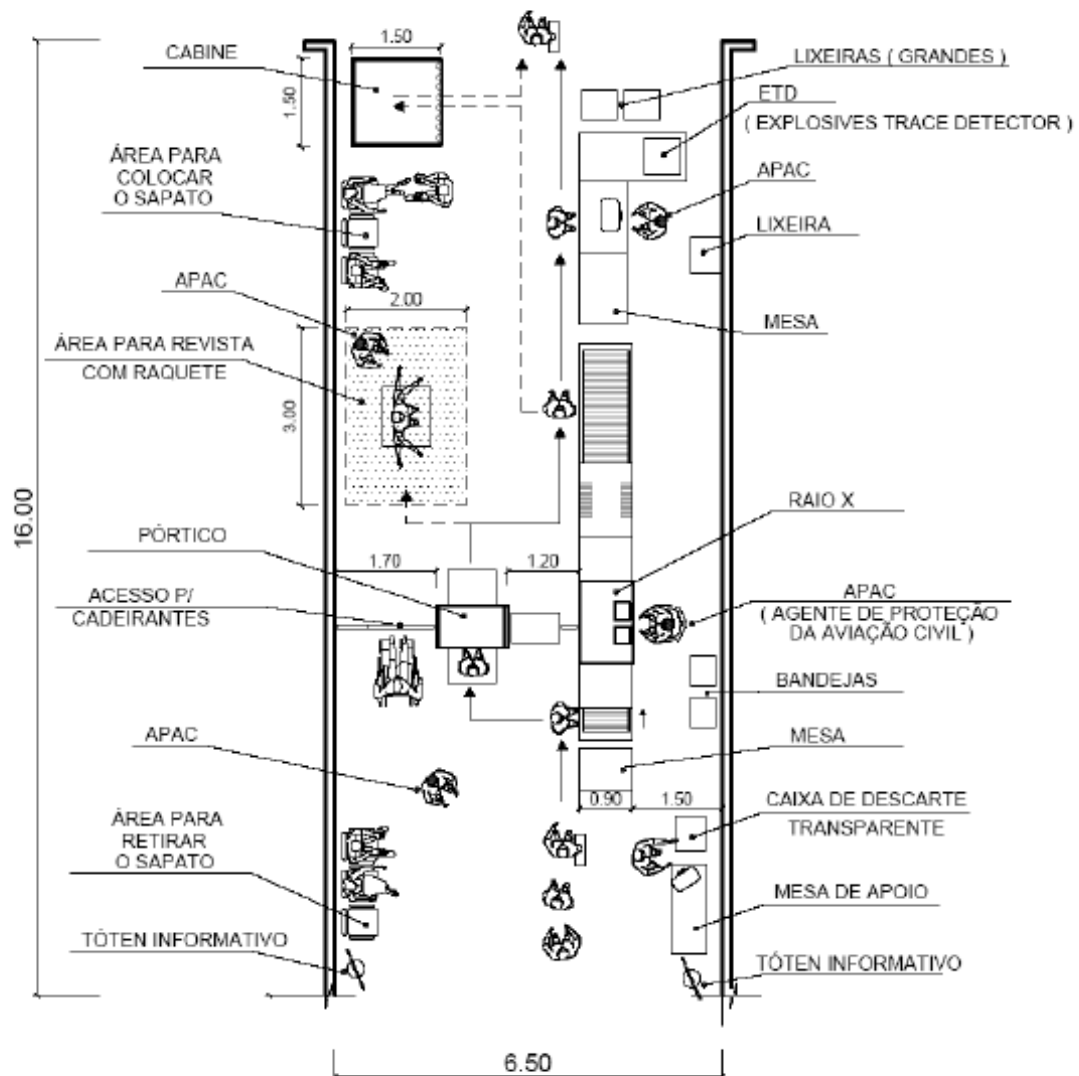 1.50
CABINE
1.50
LIXEIRAS ( GRANDES )
ETD
( EXPLOSIVES TRACE DETECTOR )
ÁREA PARA
COLOCAR
O SAPATO
APAC
LIXEIRA
APAC
2.00
MESA
ÁREA PARA REVISTA
COM RAQUETE
3.00
16.00
RAIO X
PÓRTICO
1.70
1.20
ACESSO P/
CADEIRANTES
APAC
( AGENTE DE PROTEÇÃO
DA AVIAÇÃO CIVIL )
BANDEJAS
APAC
MESA
0.90
1.50
CAIXA DE DESCARTE
TRANSPARENTE
ÁREA PARA
RETIRAR
O SAPATO
MESA DE APOIO
TÓTEN INFORMATIVO
TÓTEN INFORMATIVO
6.50